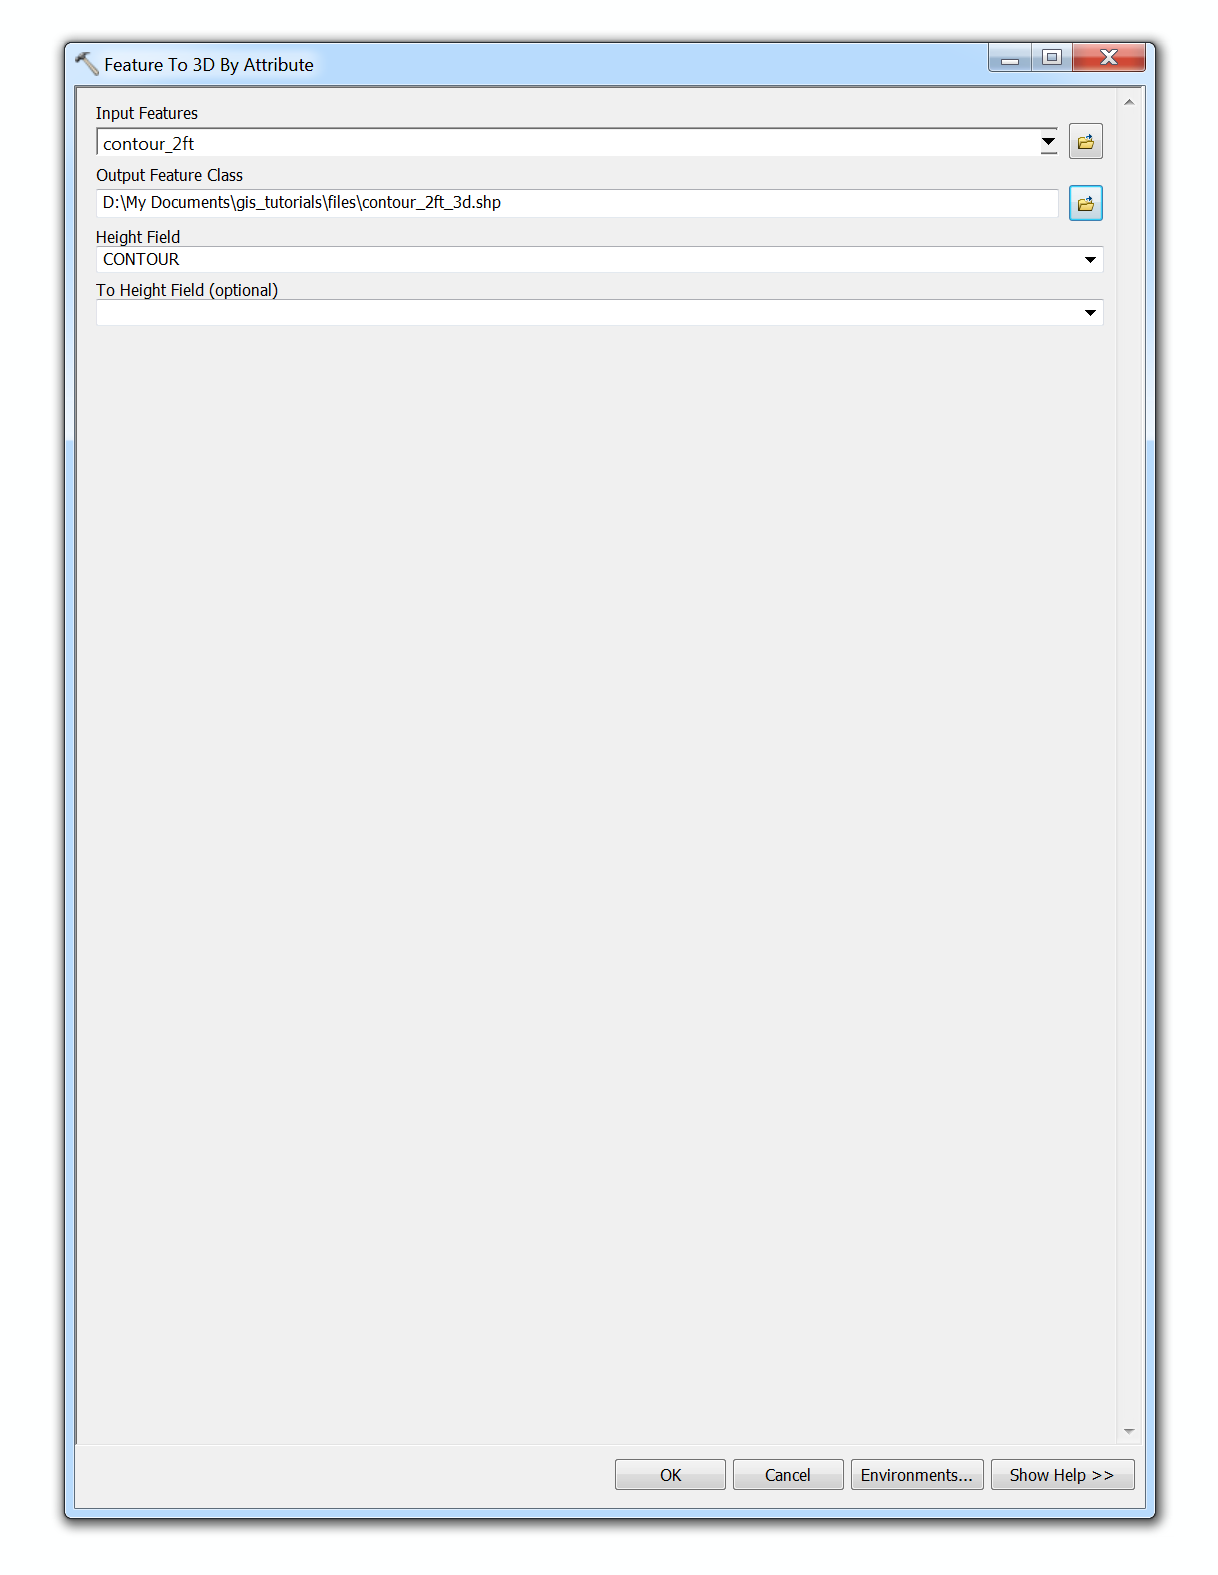 Feature To 3D By Attribute
Input Features
contour_2ft
Output Feature Class
D:\My Documents\gis_tutorials\files\contour_2ft_3d.shp
Height Field
CONTOUR
To Height Field (optional)
OK Cancel Environments... Show Help >>